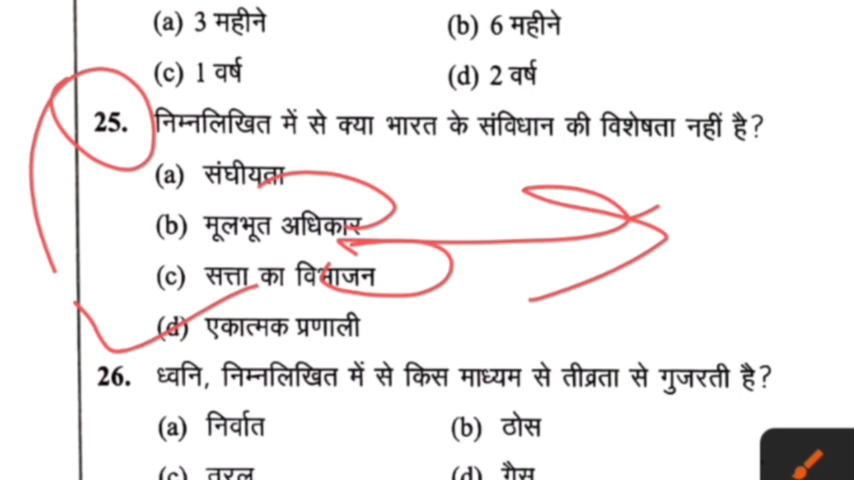 (a) 3 महीने (b) 6 महीने
(c) 1 वर्ष (d) 2 वर्ष
25. निम्नलिखित में से क्या भारत के संविधान की विशेषता नहीं है?
(a) संघीयता
(b) मूलभूत अधिकार
(c) सत्ता का विभाजन
(d) एकात्मक प्रणाली
26. ध्वनि, निम्नलिखित में से किस माध्यम से तीव्रता से गुजरती है?
(a) निर्वात (b) ठोस
(c) तरल (d) गैस